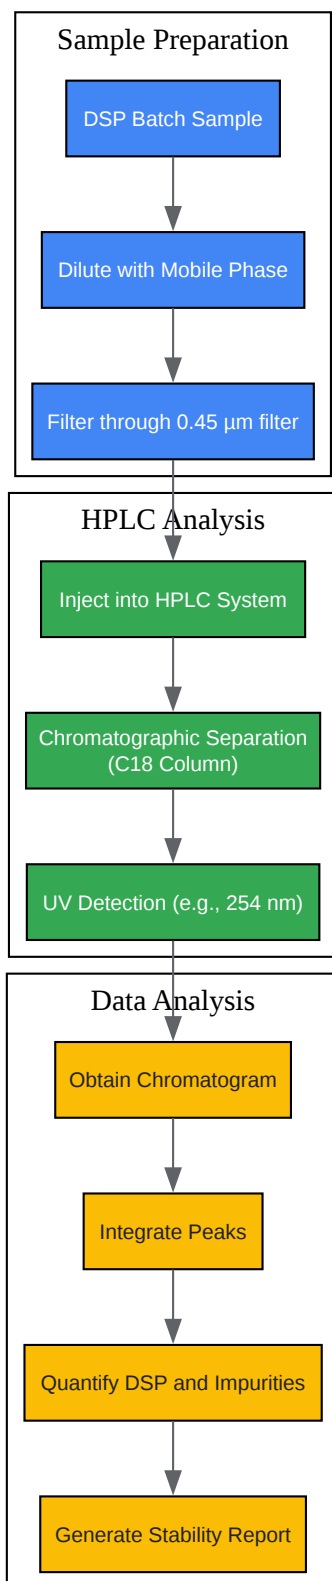 Sample Preparation
DSP Batch Sample
Dilute with Mobile Phase
Filter through 0.45 µm filter
HPLC Analysis
Inject into HPLC System
Chromatographic Separation
(C18 Column)
UV Detection (e.g., 254 nm)
Data Analysis
Obtain Chromatogram
Integrate Peaks
Quantify DSP and Impurities
Generate Stability Report